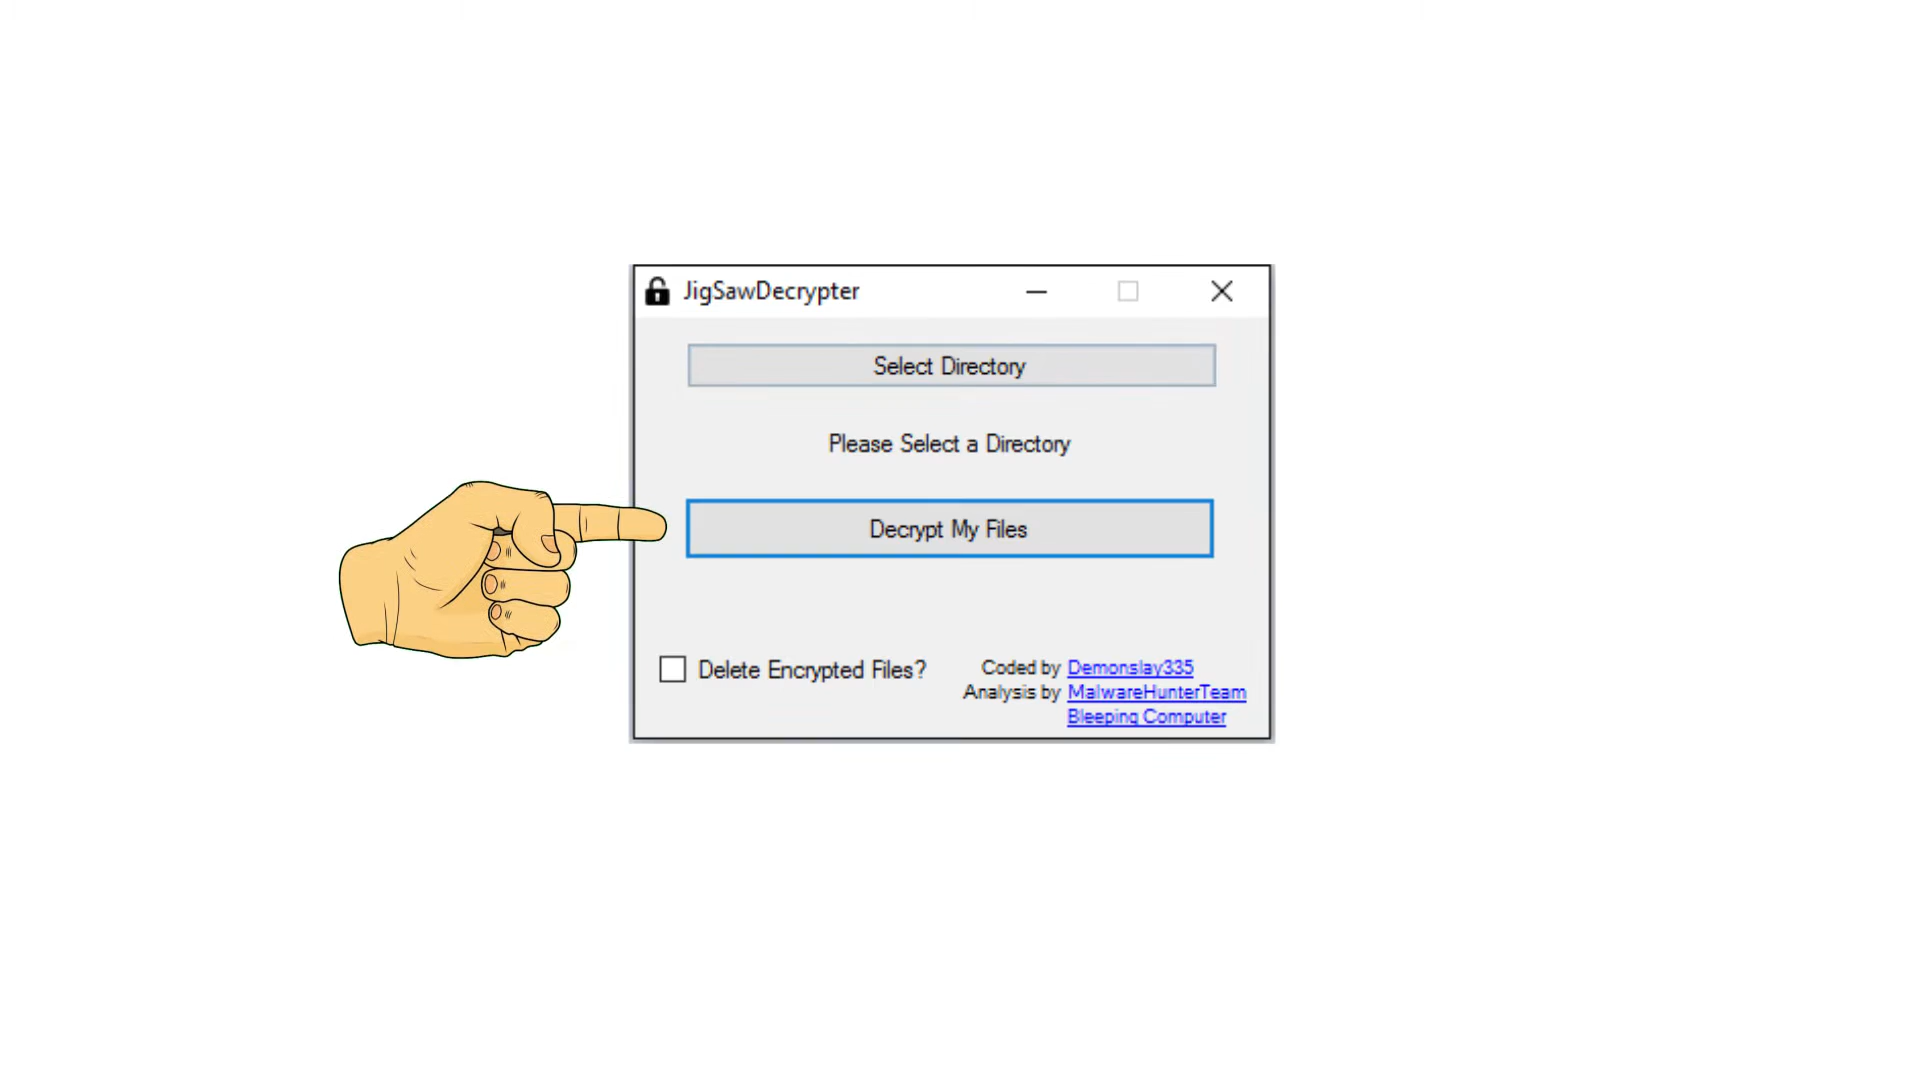 JigSawDecrypter
Select Directory
Please Select a Directory
Decrypt My Files
Delete Encrypted Files?
Coded by Demonslay335
Analysis by MalwareHunterTeam
Bleeping Computer